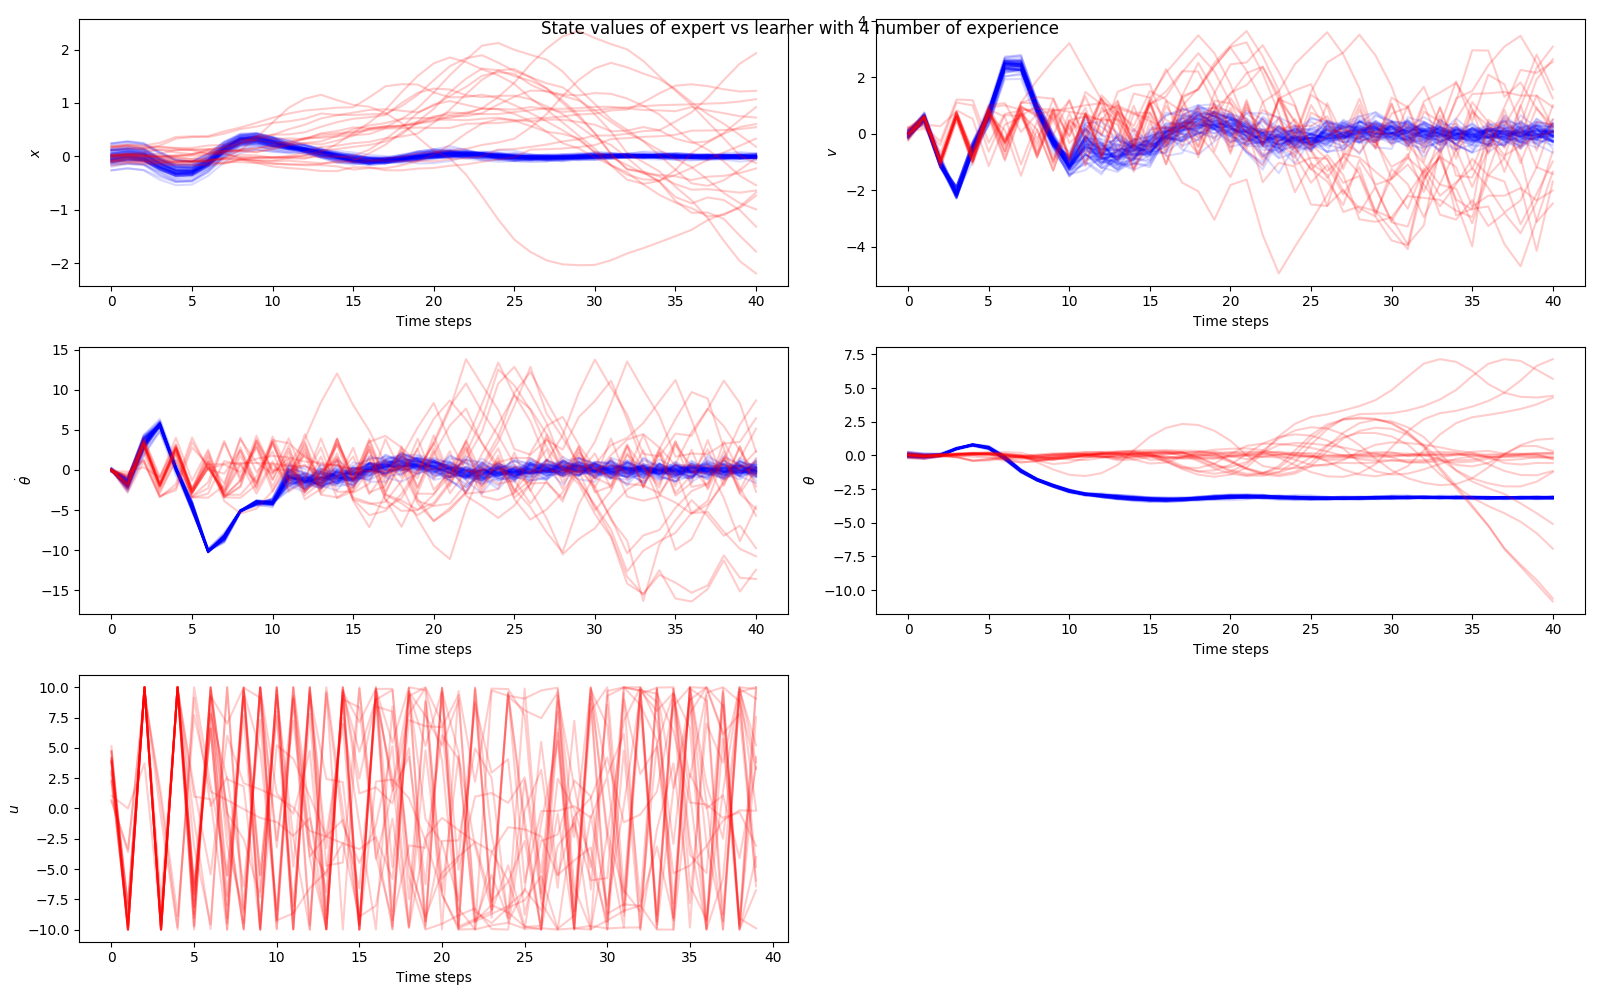 State values of expert vs learner with 4 number of experience
2
1
0
−1
−2
x
0 5 10 15 20 25 30 35 40
Time steps
4
2
0
−2
−4
v
0 5 10 15 20 25 30 35 40
Time steps
15
10
5
0
−5
−10
−15
θ̇
0 5 10 15 20 25 30 35 40
Time steps
7.5
5.0
2.5
0.0
−2.5
−5.0
−7.5
−10.0
θ
0 5 10 15 20 25 30 35 40
Time steps
10.0
7.5
5.0
2.5
0.0
−2.5
−5.0
−7.5
−10.0
u
0 5 10 15 20 25 30 35 40
Time steps